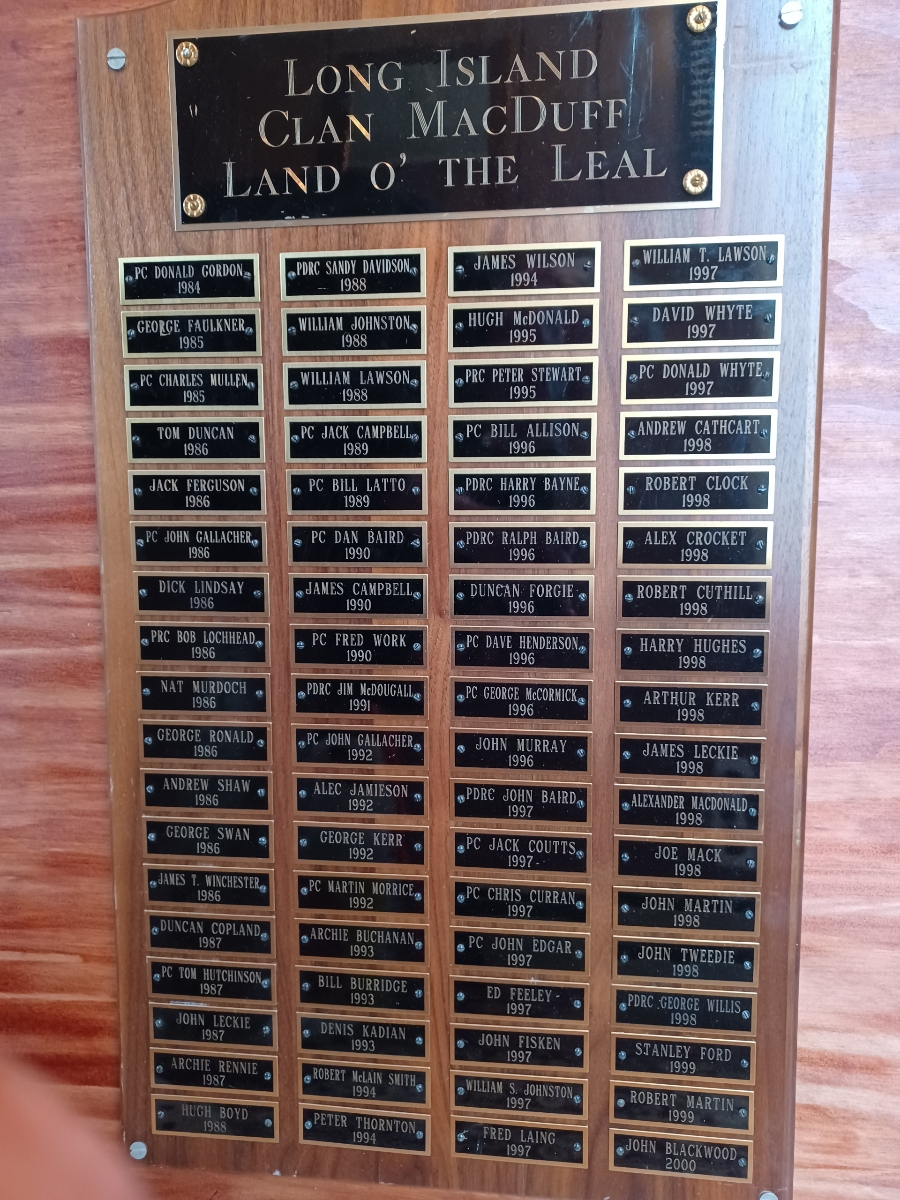 LONG ISLAND
CLAN MACDUFF
LAND O' THE LEAL
PC DONALD GORDON
1984
GEORGE FAULKNER
1985
PC CHARLES MULLEN
1985
TOM DUNCAN
1986
JACK FERGUSON
1986
PC JOHN GALLACHER
1986
DICK LINDSAY
1986
PRC BOB LOCHHEAD
1986
NAT MURDOCH
1986
GEORGE RONALD
1986
ANDREW SHAW
1986
GEORGE SWAN
1986
JAMES T. WINCHESTER
1986
DUNCAN COPLAND
1987
PC TOM HUTCHINSON
1987
JOHN LECKIE
1987
ARCHIE RENNIE
1987
HUGH BOYD
1988
PDRC SANDY DAVIDSON
1988
WILLIAM JOHNSTON
1988
WILLIAM LAWSON
1988
PC JACK CAMPBELL
1989
PC BILL LATTO
1989
PC DAN BAIRD
1990
JAMES CAMPBELL
1990
PC FRED WORK
1990
PDRC JIM McDOUGALL
1991
PC JOHN GALLACHER
1992
ALEC JAMIESON
1992
GEORGE KERR
1992
PC MARTIN MORRICE
1992
ARCHIE BUCHANAN
1993
BILL BURRIDGE
1993
DENIS KADIAN
1993
ROBERT McLAIN SMITH
1994
PETER THORNTON
1994
JAMES WILSON
1994
HUGH McDONALD
1995
PRC PETER STEWART
1995
PC BILL ALLISON
1996
PDRC HARRY BAYNE
1996
PDRC RALPH BAIRD
1996
DUNCAN FORGIE
1996
PC DAVE HENDERSON
1996
PC GEORGE McCORMICK
1996
JOHN MURRAY
1996
PDRC JOHN BAIRD
1997
PC JACK COUTTS
1997
PC CHRIS CURRAN
1997
PC JOHN EDGAR
1997
ED FEELEY
1997
JOHN FISKEN
1997
WILLIAM S. JOHNSTON
1997
FRED LAING
1997
WILLIAM T. LAWSON
1997
DAVID WHYTE
1997
PC DONALD WHYTE
1997
ANDREW CATHCART
1998
ROBERT CLOCK
1998
ALEX CROCKET
1998
ROBERT CUTHILL
1998
HARRY HUGHES
1998
ARTHUR KERR
1998
JAMES LECKIE
1998
ALEXANDER MACDONALD
1998
JOE MACK
1998
JOHN MARTIN
1998
JOHN TWEEDIE
1998
PDRC GEORGE WILLIS
1998
STANLEY FORD
1999
ROBERT MARTIN
1999
JOHN BLACKWOOD
2000